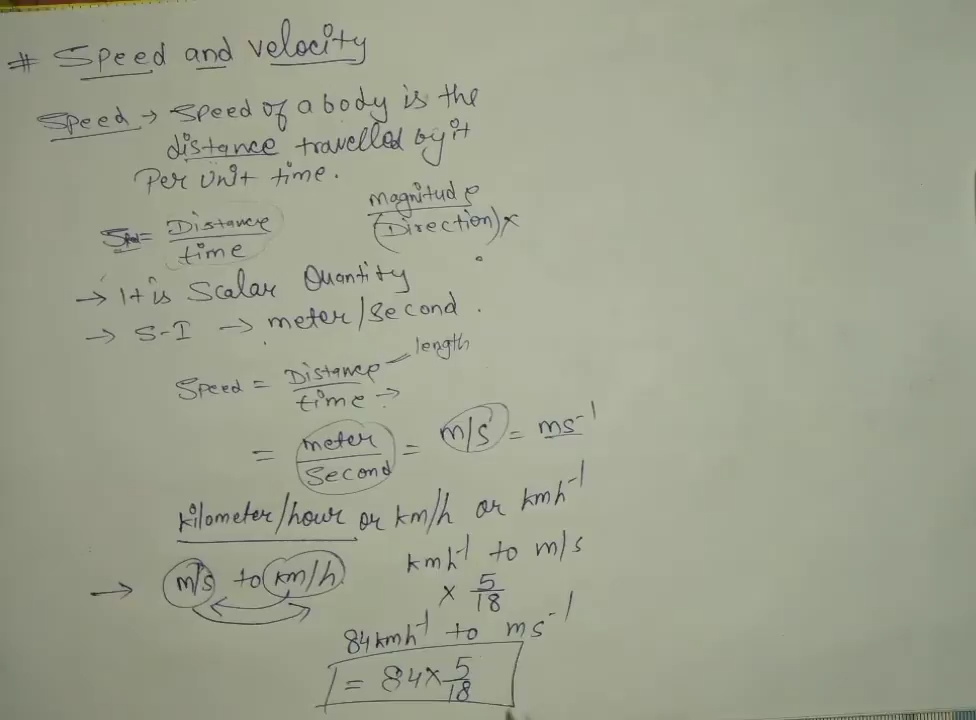 # Speed and velocity
Speed → Speed of a body is the
distance travelled by it
Per Unit time.
= Distance
time
magnitude
(Direction) ×
→ It is Scalar Quantity
→ S-I → meter/second .
Speed = Distance length
time →
= meter = m/s = ms⁻¹
Second
kilometer/hour or km/h or kmh⁻¹
→ m/s to km/h
kmh⁻¹ to m/s
× 5/18
84 kmh⁻¹ to ms⁻¹
= 84 × 5/18